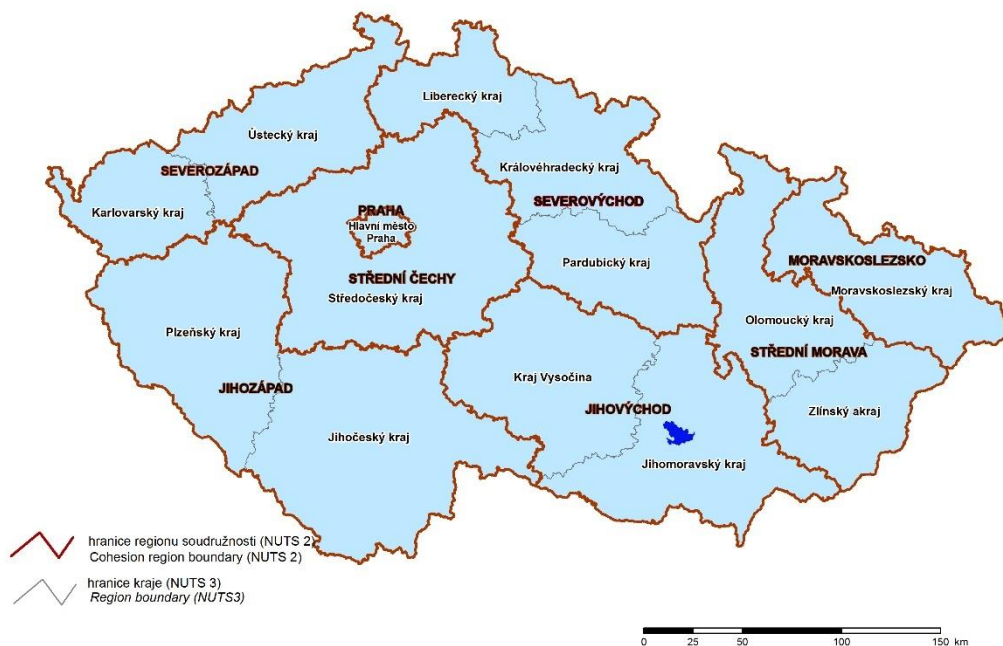 Liberecký kraj
Ústecký kraj
SEVEROZÁPAD
Královéhradecký kraj
Karlovarský kraj
SEVEROVÝCHOD
PRAHA
Hlavní město
Praha
Pardubický kraj
MORAVSKOSLEZSKO
STŘEDNÍ ČECHY
Středočeský kraj
Moravskoslezský kraj
Olomoucký kraj
Plzeňský kraj
STŘEDNÍ MORAVA
Kraj Vysočina
JIHOZÁPAD
JIHOVÝCHOD
Zlínský akraj
Jihočeský kraj
Jihomoravský kraj
hranice regionu soudružnosti (NUTS 2)
Cohesion region boundary (NUTS 2)
hranice kraje (NUTS 3)
Region boundary (NUTS3)
0 25 50 100 150 km